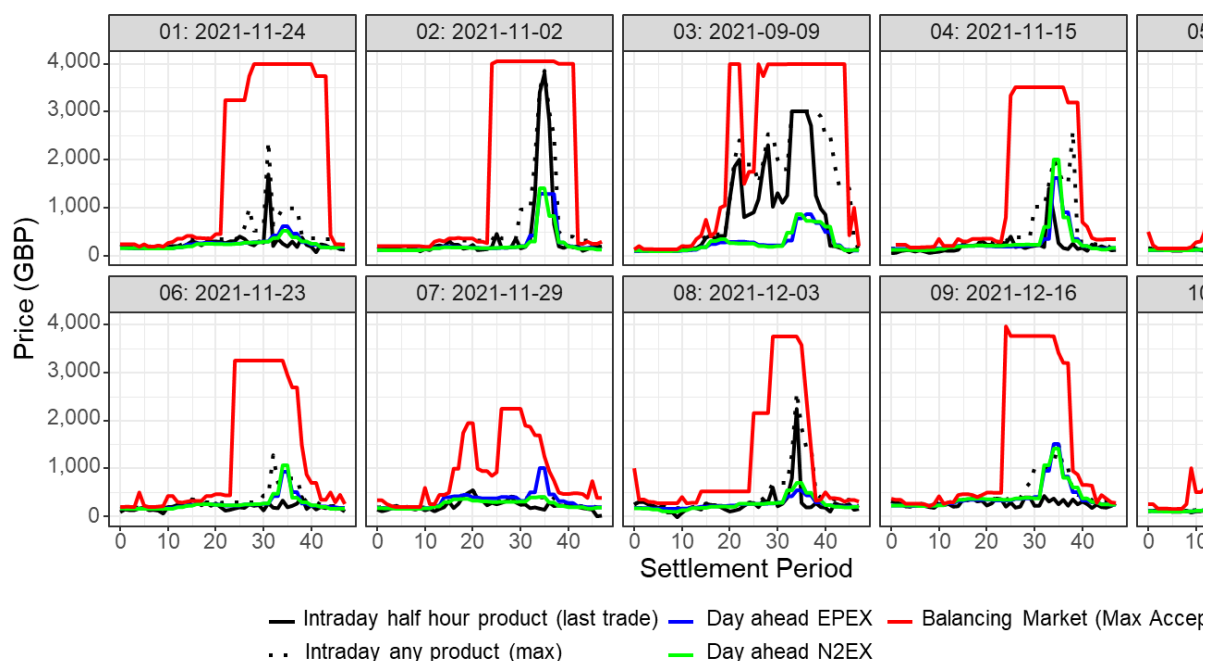 01: 2021-11-24 02: 2021-11-02 03: 2021-09-09 04: 2021-11-15 05
4,000
3,000
2,000
1,000
0
06: 2021-11-23 07: 2021-11-29 08: 2021-12-03 09: 2021-12-16 10
4,000
3,000
2,000
1,000
0
0 10 20 30 40 0 10 20 30 40 0 10 20 30 40 0 10 20 30 40 0 10
Price (GBP)
Settlement Period
Intraday half hour product (last trade) Day ahead EPEX Balancing Market (Max Accep
Intraday any product (max) Day ahead N2EX